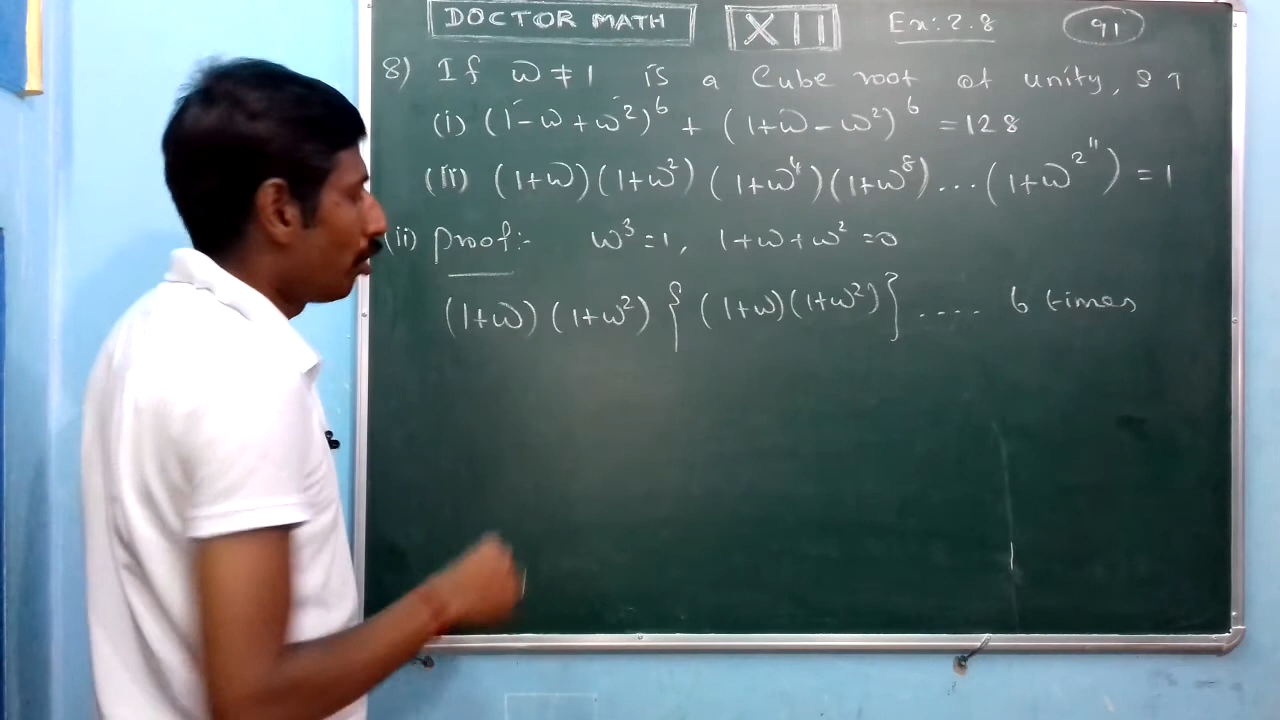 DOCTOR MATH XII Ex: 2.8 91
8) If ω ≠ 1 is a Cube root of unity, S T
(i) (1-ω+ω²)⁶ + (1+ω-ω²)⁶ = 128
(ii) (1+ω)(1+ω²)(1+ω⁴)(1+ω⁸)...(1+ω^2^11) = 1
(ii) Proof:- ω³=1, 1+ω+ω²=0
(1+ω)(1+ω²){(1+ω)(1+ω²)}.... 6 times